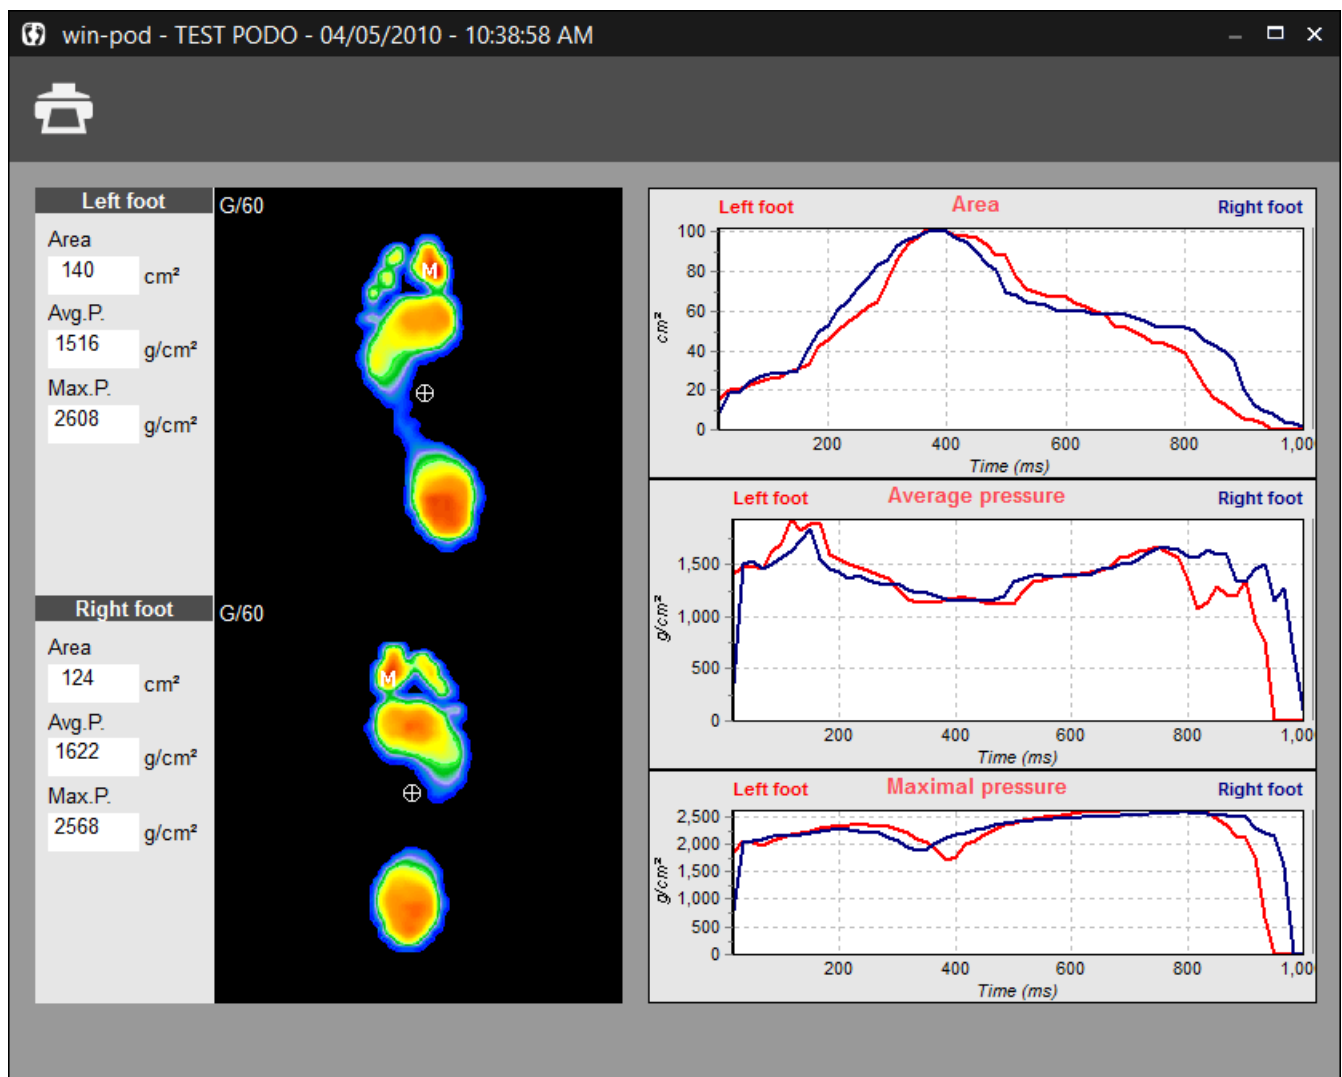 win-pod - TEST PODO - 04/05/2010 - 10:38:58 AM
Left foot
G/60
Area
140 cm²
Avg.P.
1516 g/cm²
Max.P.
2608 g/cm²
M
Right foot
G/60
Area
124 cm²
Avg.P.
1622 g/cm²
Max.P.
2568 g/cm²
M
Left foot Area Right foot
100
80
60
40
20
0
cm²
200 400 600 800 1,00
Time (ms)
Left foot Average pressure Right foot
1,500
1,000
500
0
g/cm²
200 400 600 800 1,00
Time (ms)
Left foot Maximal pressure Right foot
2,500
2,000
1,500
1,000
500
0
g/cm²
200 400 600 800 1,00
Time (ms)